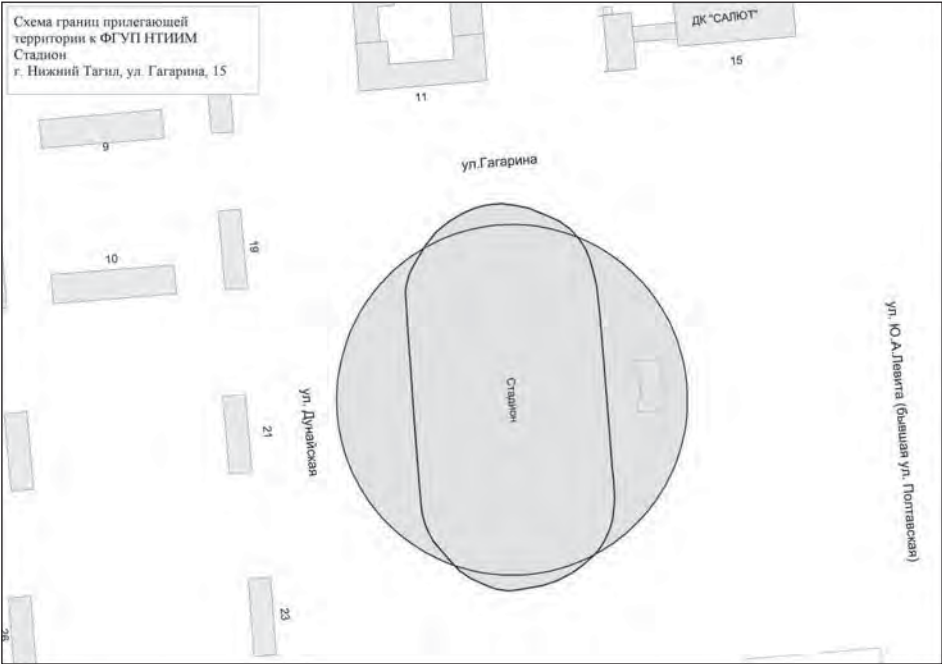 Схема границ прилегающей
территории к ФГУП НТИИМ
Стадион
г. Нижний Тагил, ул. Гагарина, 15
ДК "САЛЮТ"
15
11
9
ул.Гагарина
19
10
ул. Ю.А.Левита (бывшая ул. Полтавская)
Стадион
ул. Дунайская
21
23
26